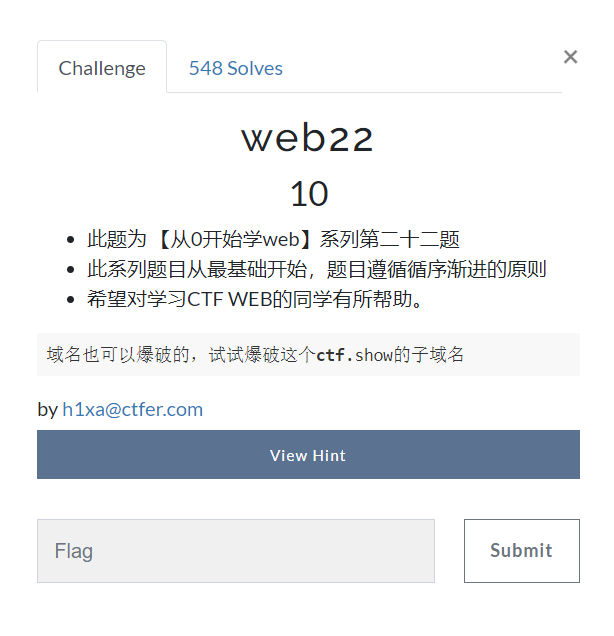 Challenge
548 Solves
×
web22
10
此题为 【从0开始学web】系列第二十二题
此系列题目从最基础开始，题目遵循循序渐进的原则
希望对学习CTF WEB的同学有所帮助。
域名也可以爆破的，试试爆破这个ctf.show的子域名
by h1xa@ctfer.com
View Hint
Flag
Submit